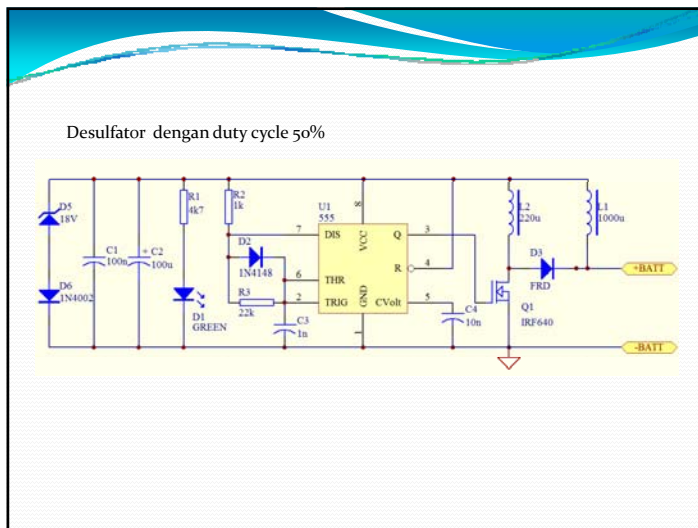 Desulfator dengan duty cycle 50%
D5
18V
D6
1N4002
C1
100n
+
C2
100u
R1
4k7
D1
GREEN
R2
1k
D2
1N4148
R3
22k
C3
1n
U1
555
7
DIS
6
THR
2
TRIG
8
VCC
GND
1
Q
3
R
4
CVolt
5
C4
10n
L2
220u
D3
FRD
Q1
IRF640
L1
1000u
+BATT
-BATT